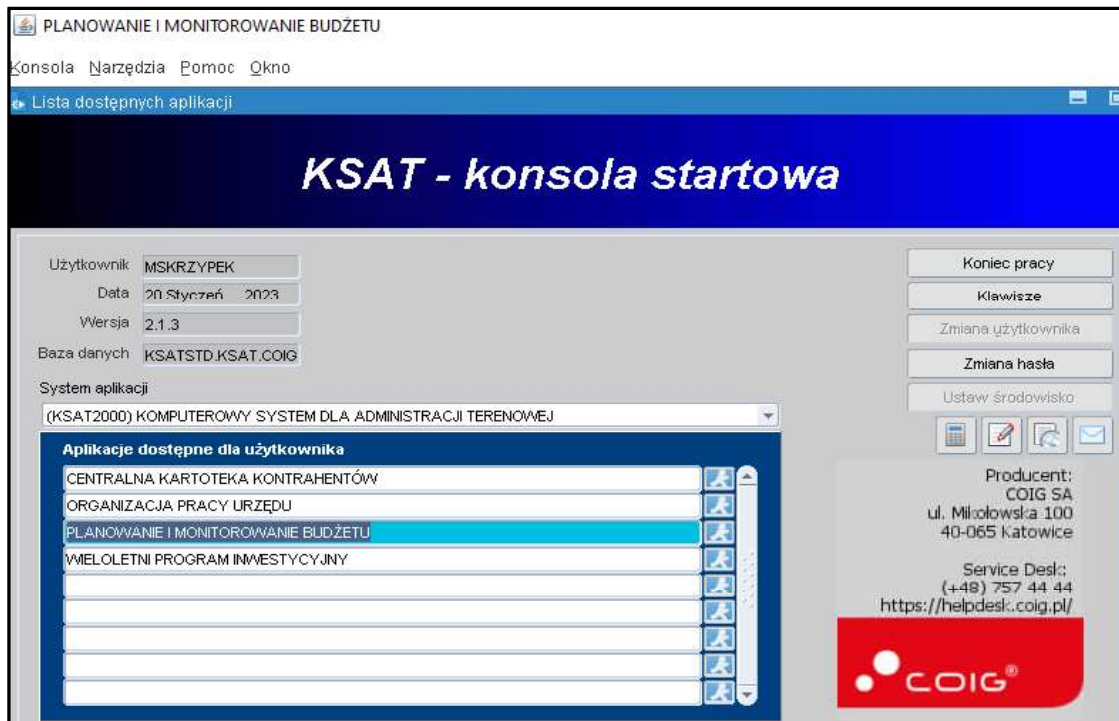 PLANOWANIE I MONITOROWANIE BUDŻETU
Konsola Narzędzia Pomoc Okno
Lista dostępnych aplikacji
KSAT - konsola startowa
Użytkownik MSKRZYPEK
Data 20 Styczeń 2023
Wersja 2.1.3
Baza danych KSATSTD.KSAT.COIG
System aplikacji
(KSAT2000) KOMPUTEROWY SYSTEM DLA ADMINISTRACJI TERENOWEJ
Aplikacje dostępne dla użytkownika
CENTRALNA KARTOTEKA KONTRAHENTÓW
ORGANIZACJA PRACY URZĘDU
PLANOWANIE I MONITOROWANIE BUDŻETU
WIELOLETNI PROGRAM INWESTYCYJNY
Koniec pracy
Klawisze
Zmiana użytkownika
Zmiana hasła
Ustaw środowisko
Producent:
COIG SA
ul. Mikołowska 100
40-065 Katowice
Service Desk:
(+48) 757 44 44
https://helpdesk.coig.pl/
COIG®